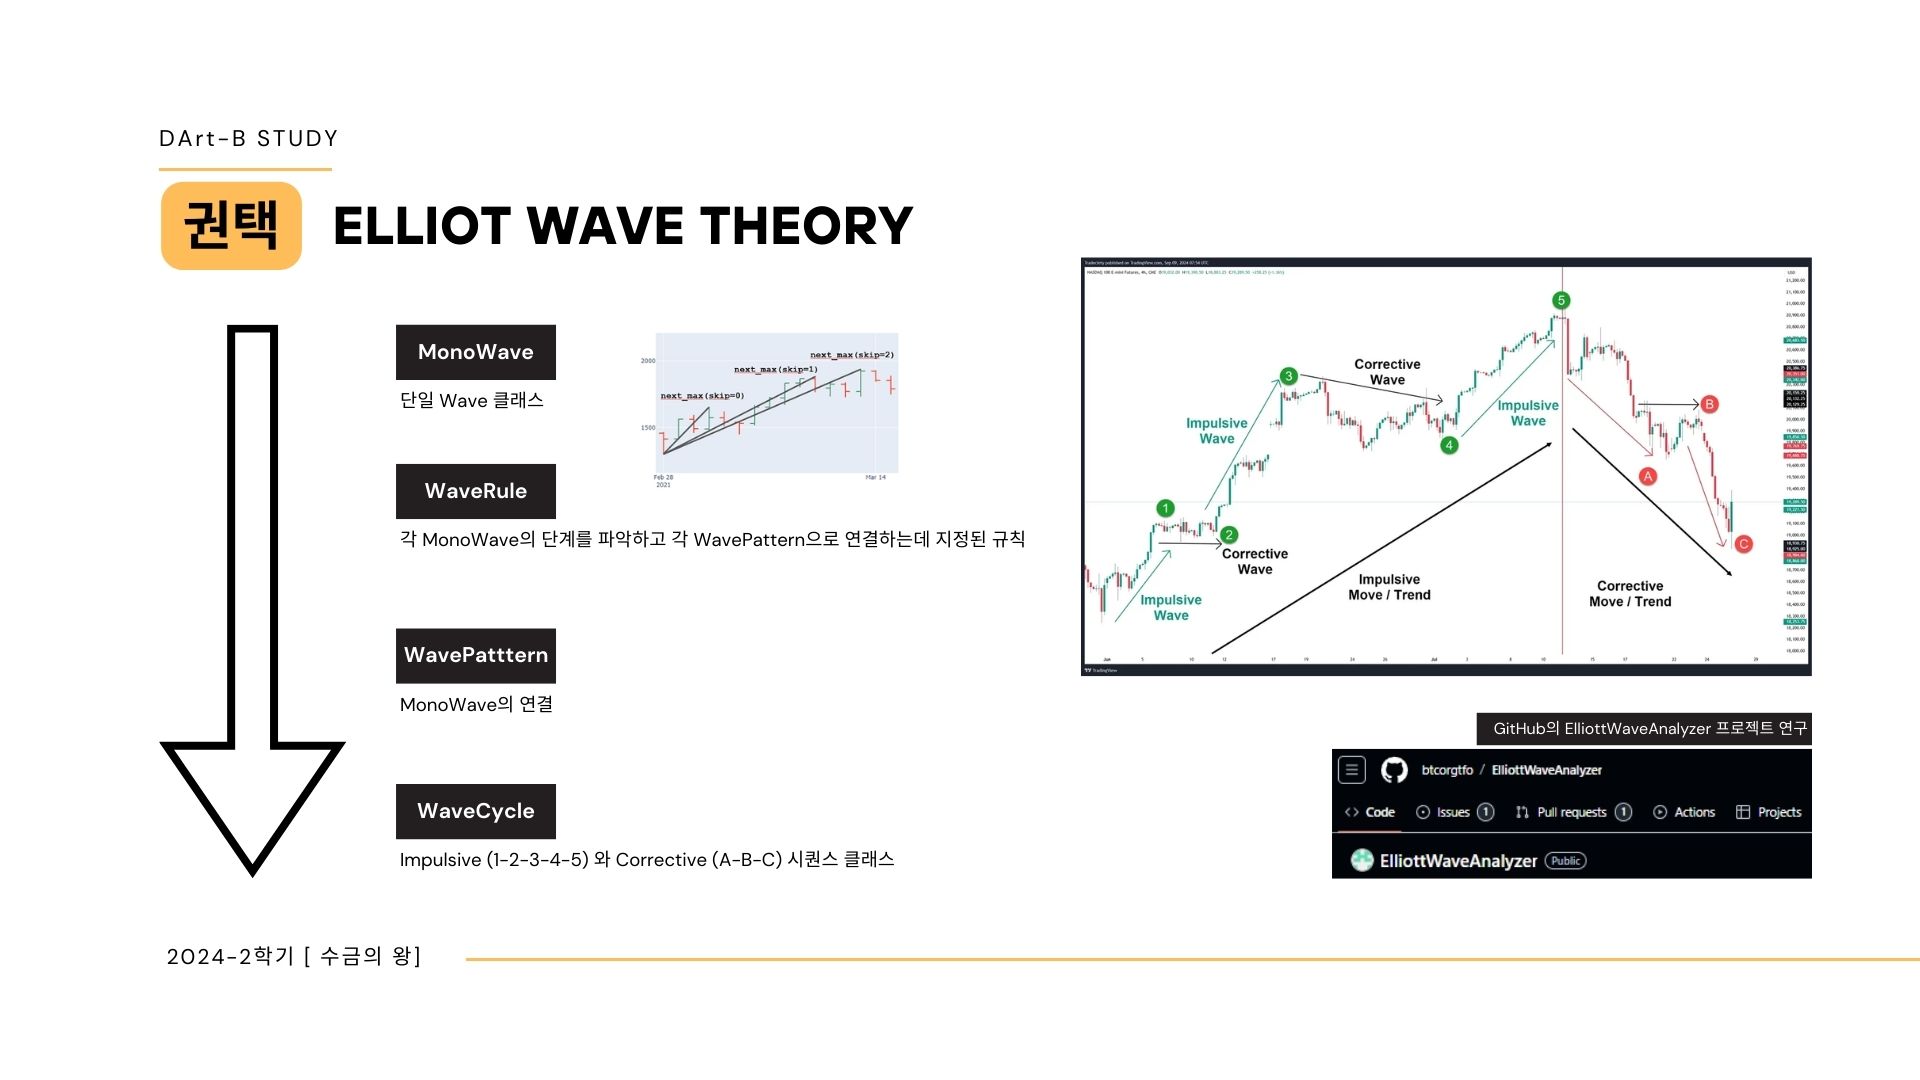 DArt-B STUDY
권택
ELLIOT WAVE THEORY
MonoWave
단일 Wave 클래스
next_max(skip=2)
next_max(skip=1)
next_max(skip=0)
2000
1500
Feb 28
2021
Mar 14
WaveRule
각 MonoWave의 단계를 파악하고 각 WavePattern으로 연결하는데 지정된 규칙
WavePatttern
MonoWave의 연결
WaveCycle
Impulsive (1-2-3-4-5) 와 Corrective (A-B-C) 시퀀스 클래스
5
3
Corrective
Wave
Impulsive
Wave
Impulsive
Wave
4
B
A
1
2
Corrective
Wave
C
Impulsive
Move / Trend
Corrective
Move / Trend
Impulsive
Wave
TradingView
GitHub의 ElliottWaveAnalyzer 프로젝트 연구
btcorgtfo / ElliottWaveAnalyzer
Code
Issues 1
Pull requests 1
Actions
Projects
ElliottWaveAnalyzer Public
2024-2학기 [ 수금의 왕]